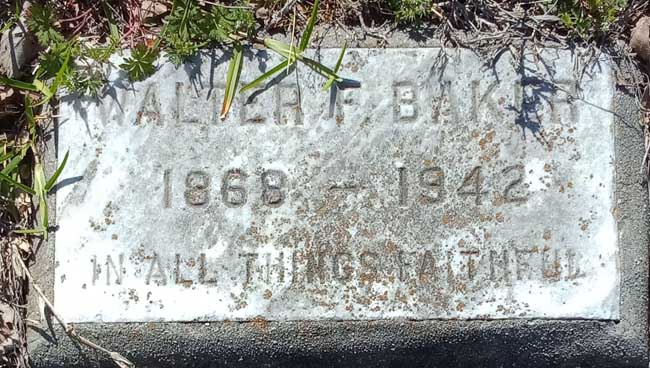 WALTER F. BAKER
1868 – 1942
IN ALL THINGS FAITHFUL